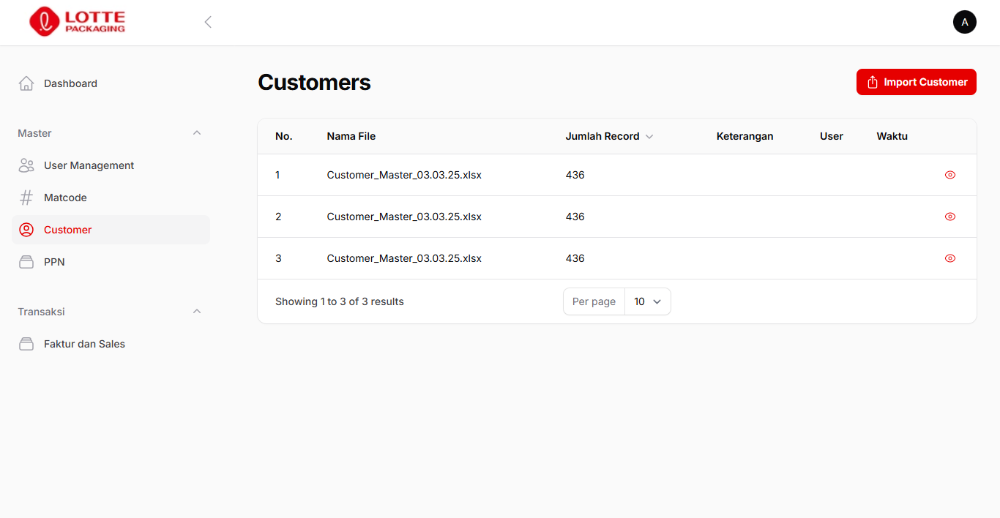 LOTTE
PACKAGING
A
Dashboard
Master
User Management
Matcode
Customer
PPN
Transaksi
Faktur dan Sales
Customers
Import Customer
No. Nama File Jumlah Record Keterangan User Waktu
1 Customer_Master_03.03.25.xlsx 436
2 Customer_Master_03.03.25.xlsx 436
3 Customer_Master_03.03.25.xlsx 436
Showing 1 to 3 of 3 results Per page 10